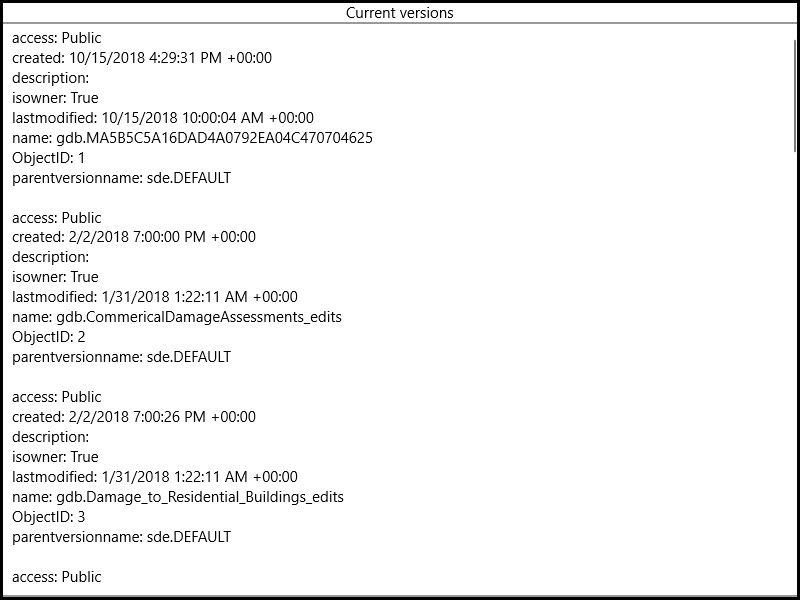 Current versions
access: Public
created: 10/15/2018 4:29:31 PM +00:00
description:
isowner: True
lastmodified: 10/15/2018 10:00:04 AM +00:00
name: gdb.MA5B5C5A16DAD4A0792EA04C470704625
ObjectID: 1
parentversionname: sde.DEFAULT
access: Public
created: 2/2/2018 7:00:00 PM +00:00
description:
isowner: True
lastmodified: 1/31/2018 1:22:11 AM +00:00
name: gdb.CommericalDamageAssessments_edits
ObjectID: 2
parentversionname: sde.DEFAULT
access: Public
created: 2/2/2018 7:00:26 PM +00:00
description:
isowner: True
lastmodified: 1/31/2018 1:22:11 AM +00:00
name: gdb.Damage_to_Residential_Buildings_edits
ObjectID: 3
parentversionname: sde.DEFAULT
access: Public